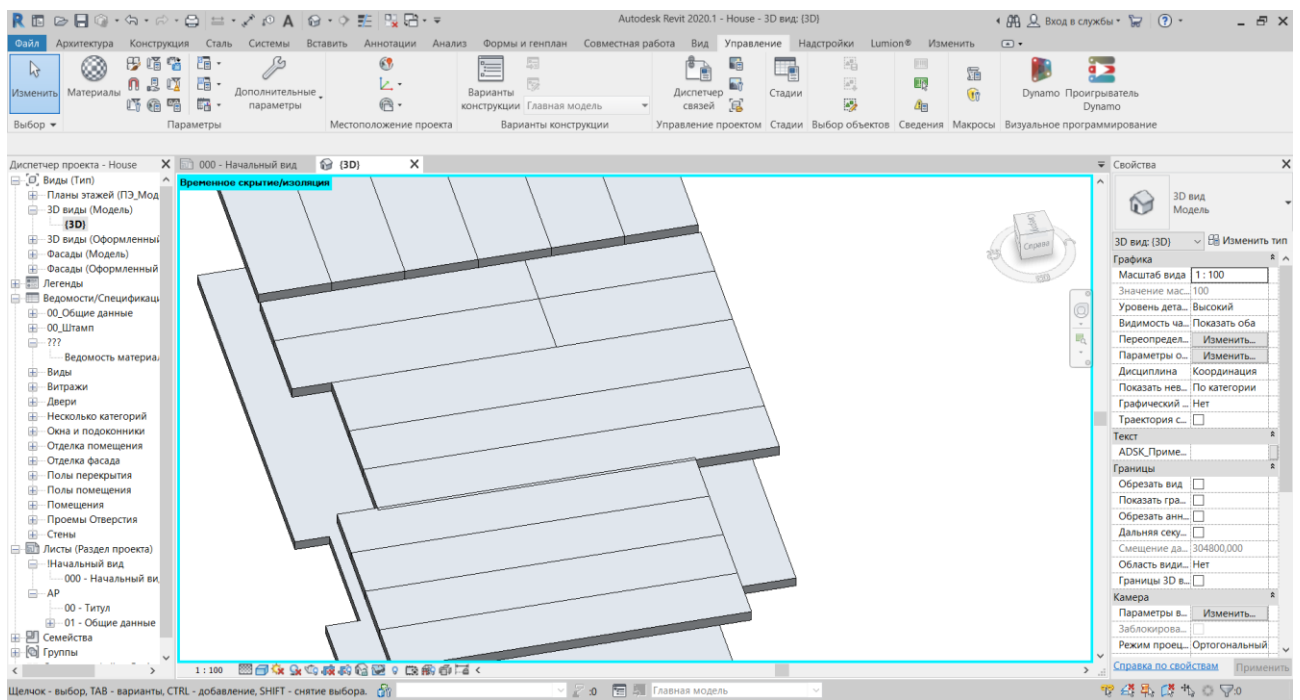 Autodesk Revit 2020.1 - House - 3D вид: {3D}
Вход в службы
Файл Архитектура Конструкция Сталь Системы Вставить Аннотации Анализ Формы и генплан Совместная работа Вид Управление Надстройки Lumion® Изменить
Изменить
Материалы
Дополнительные
параметры
Варианты
конструкции
Главная модель
Диспетчер
связей
Стадии
Dynamo
Проигрыватель
Dynamo
Выбор Параметры Местоположение проекта Варианты конструкции Управление проектом Стадии Выбор объектов Сведения Макросы Визуальное программирование
Диспетчер проекта - House
Виды (Тип)
Планы этажей (ПЭ_Мод
3D виды (Модель)
{3D}
3D виды (Оформленный
Фасады (Модель)
Фасады (Оформленный
Легенды
Ведомости/Спецификаци
00_Общие данные
00_Штамп
???
Ведомость материа
Виды
Витражи
Двери
Несколько категорий
Окна и подоконники
Отделка помещения
Отделка фасада
Полы перекрытия
Полы помещения
Помещения
Проемы Отверстия
Стены
Листы (Раздел проекта)
!Начальный вид
000 - Начальный ви
АР
00 - Титул
01 - Общие данные
Семейства
Группы
000 - Начальный вид
{3D}
Временное скрытие/изоляция
Справа
1 : 100
Свойства
3D вид
Модель
3D вид: {3D}
Изменить тип
Графика
Масштаб вида 1 : 100
Значение мас... 100
Уровень дета... Высокий
Видимость ча... Показать оба
Переопредел... Изменить...
Параметры о... Изменить...
Дисциплина Координация
Показать нев... По категории
Графический ... Нет
Траектория с...
Текст
ADSK_Приме...
Границы
Обрезать вид
Показать гра...
Обрезать анн...
Дальняя секу...
Смещение да... 304800,000
Область види... Нет
Границы 3D в...
Камера
Параметры в... Изменить...
Заблокирова...
Режим проец... Ортогональный
Справка по свойствам
Применить
Щелчок - выбор, TAB - варианты, CTRL - добавление, SHIFT - снятие выбора.
:0
Главная модель
:0